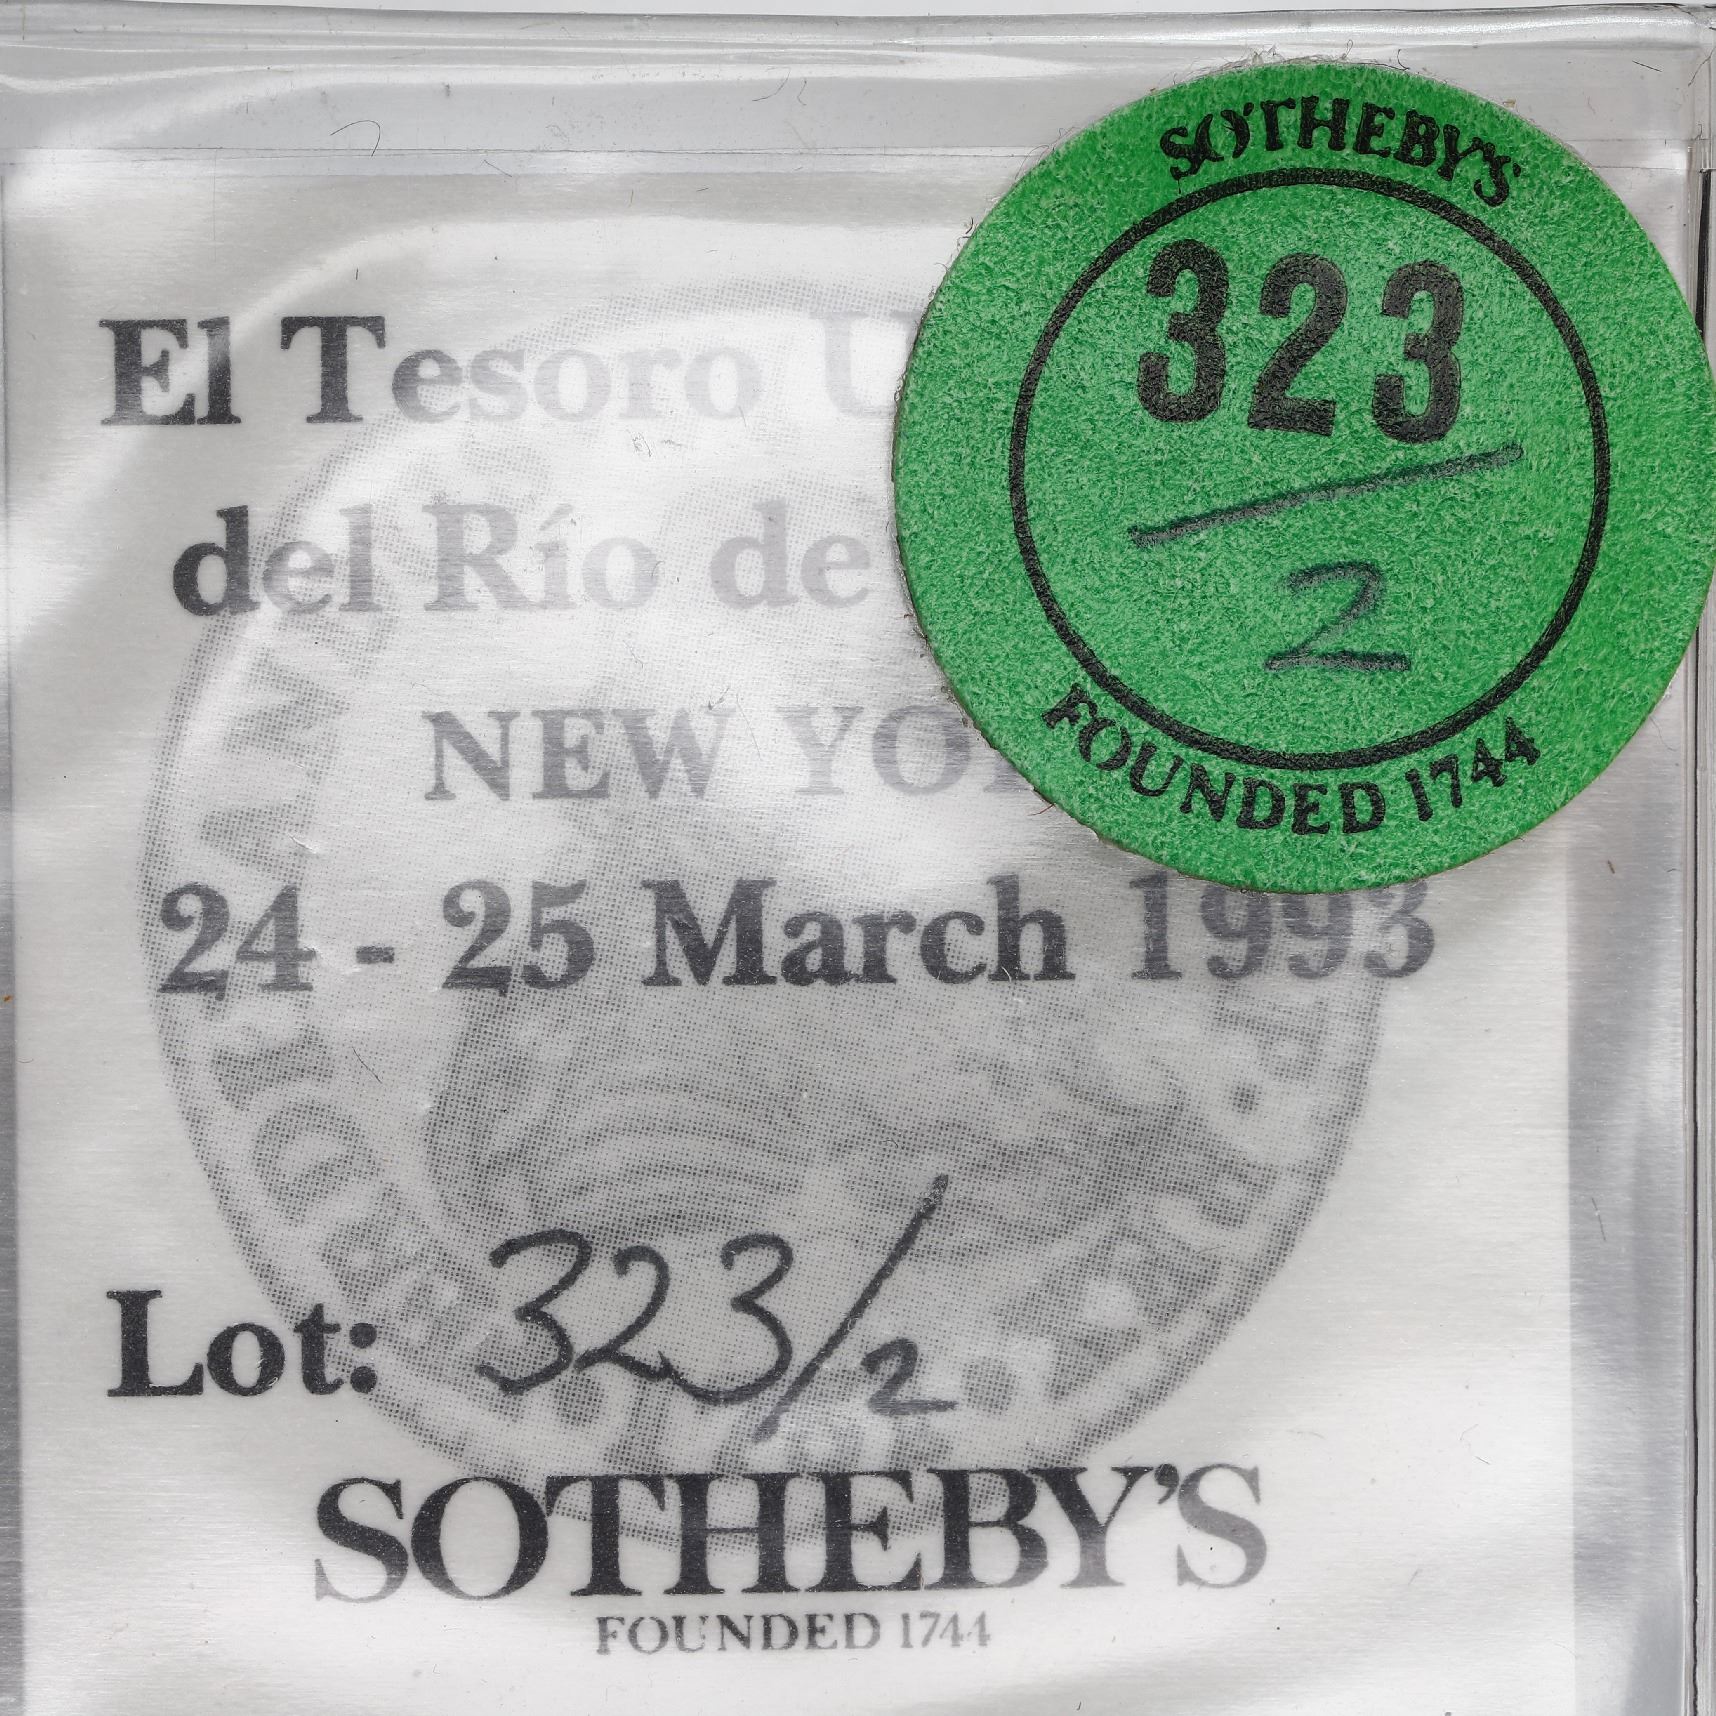 SOTHEBY'S
323
2
FOUNDED 1744
El Tesoro
del Río de
NEW
24 - 25 March 1993
Lot: 323/2
SOTHEBY'S
FOUNDED 1744